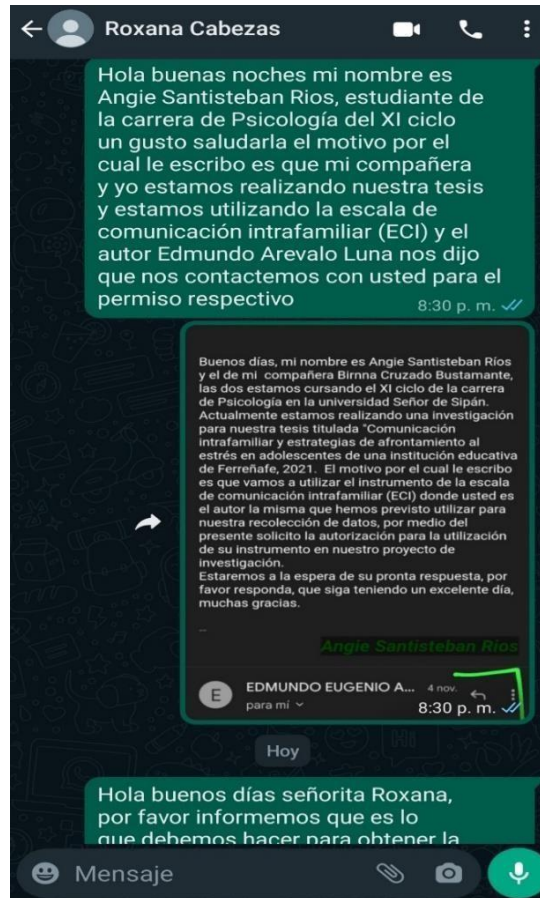 Roxana Cabezas
Hola buenas noches mi nombre es
Angie Santisteban Rios, estudiante de
la carrera de Psicología del XI ciclo
un gusto saludarla el motivo por el
cual le escribo es que mi compañera
y yo estamos realizando nuestra tesis
y estamos utilizando la escala de
comunicación intrafamiliar (ECI) y el
autor Edmundo Arevalo Luna nos dijo
que nos contactemos con usted para el
permiso respectivo
8:30 p. m.
Buenos días, mi nombre es Angie Santisteban Ríos
y el de mi compañera Birnna Cruzado Bustamante,
las dos estamos cursando el XI ciclo de la carrera
de Psicología en la universidad Señor de Sipán.
Actualmente estamos realizando una investigación
para nuestra tesis titulada "Comunicación
intrafamiliar y estrategias de afrontamiento al
estrés en adolescentes de una institución educativa
de Ferreñafe, 2021. El motivo por el cual le escribo
es que vamos a utilizar el instrumento de la escala
de comunicación intrafamiliar (ECI) donde usted es
el autor la misma que hemos previsto utilizar para
nuestra recolección de datos, por medio del
presente solicito la autorización para la utilización
de su instrumento en nuestro proyecto de
investigación.
Estaremos a la espera de su pronta respuesta, por
favor responda, que siga teniendo un excelente día,
muchas gracias.
--
Angie Santisteban Ríos
E
EDMUNDO EUGENIO A... 4 nov.
para mí
8:30 p. m.
Hoy
Hola buenos días señorita Roxana,
por favor informemos que es lo
que debemos hacer para obtener la
Mensaje